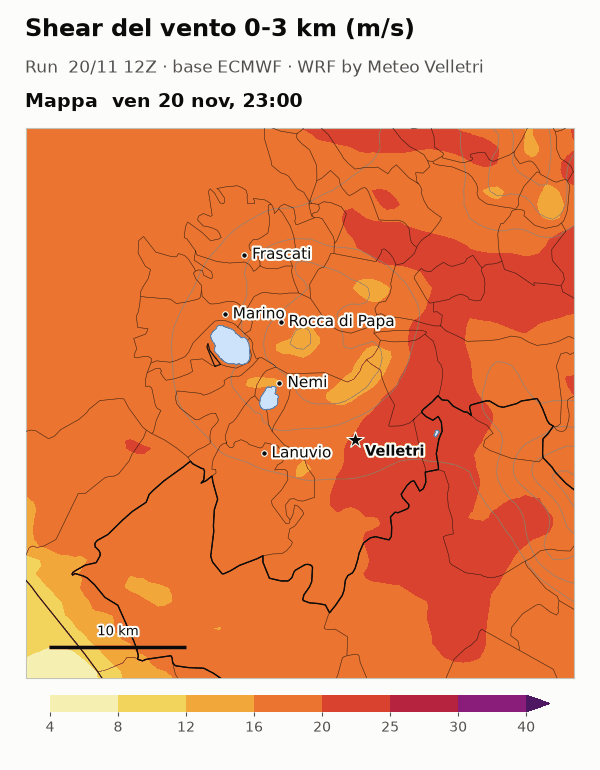 Shear del vento 0-3 km (m/s)
Run  20/11 12Z · base ECMWF · WRF by Meteo Velletri
Mappa  ven 20 nov, 23:00
Frascati
Marino
Rocca di Papa
Nemi
Velletri
Lanuvio
10 km
4 8 12 16 20 25 30 40